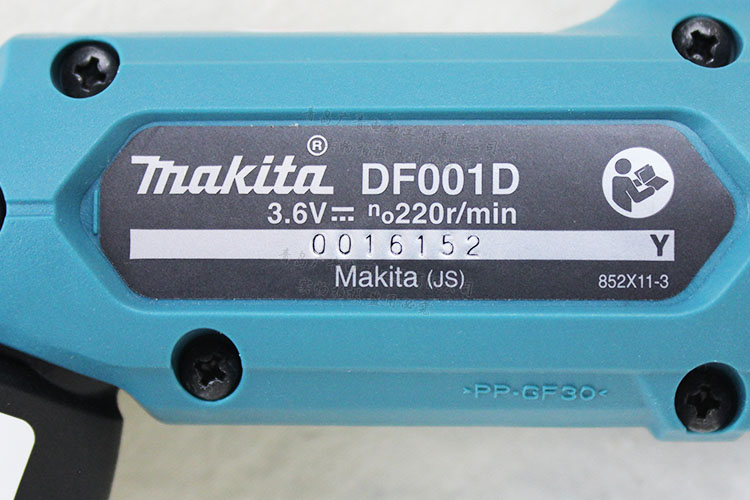 makita® DF001D
3.6V⎓ n₀220r/min
0016152 Y
Makita (JS) 852X11-3
>PP-GF30<